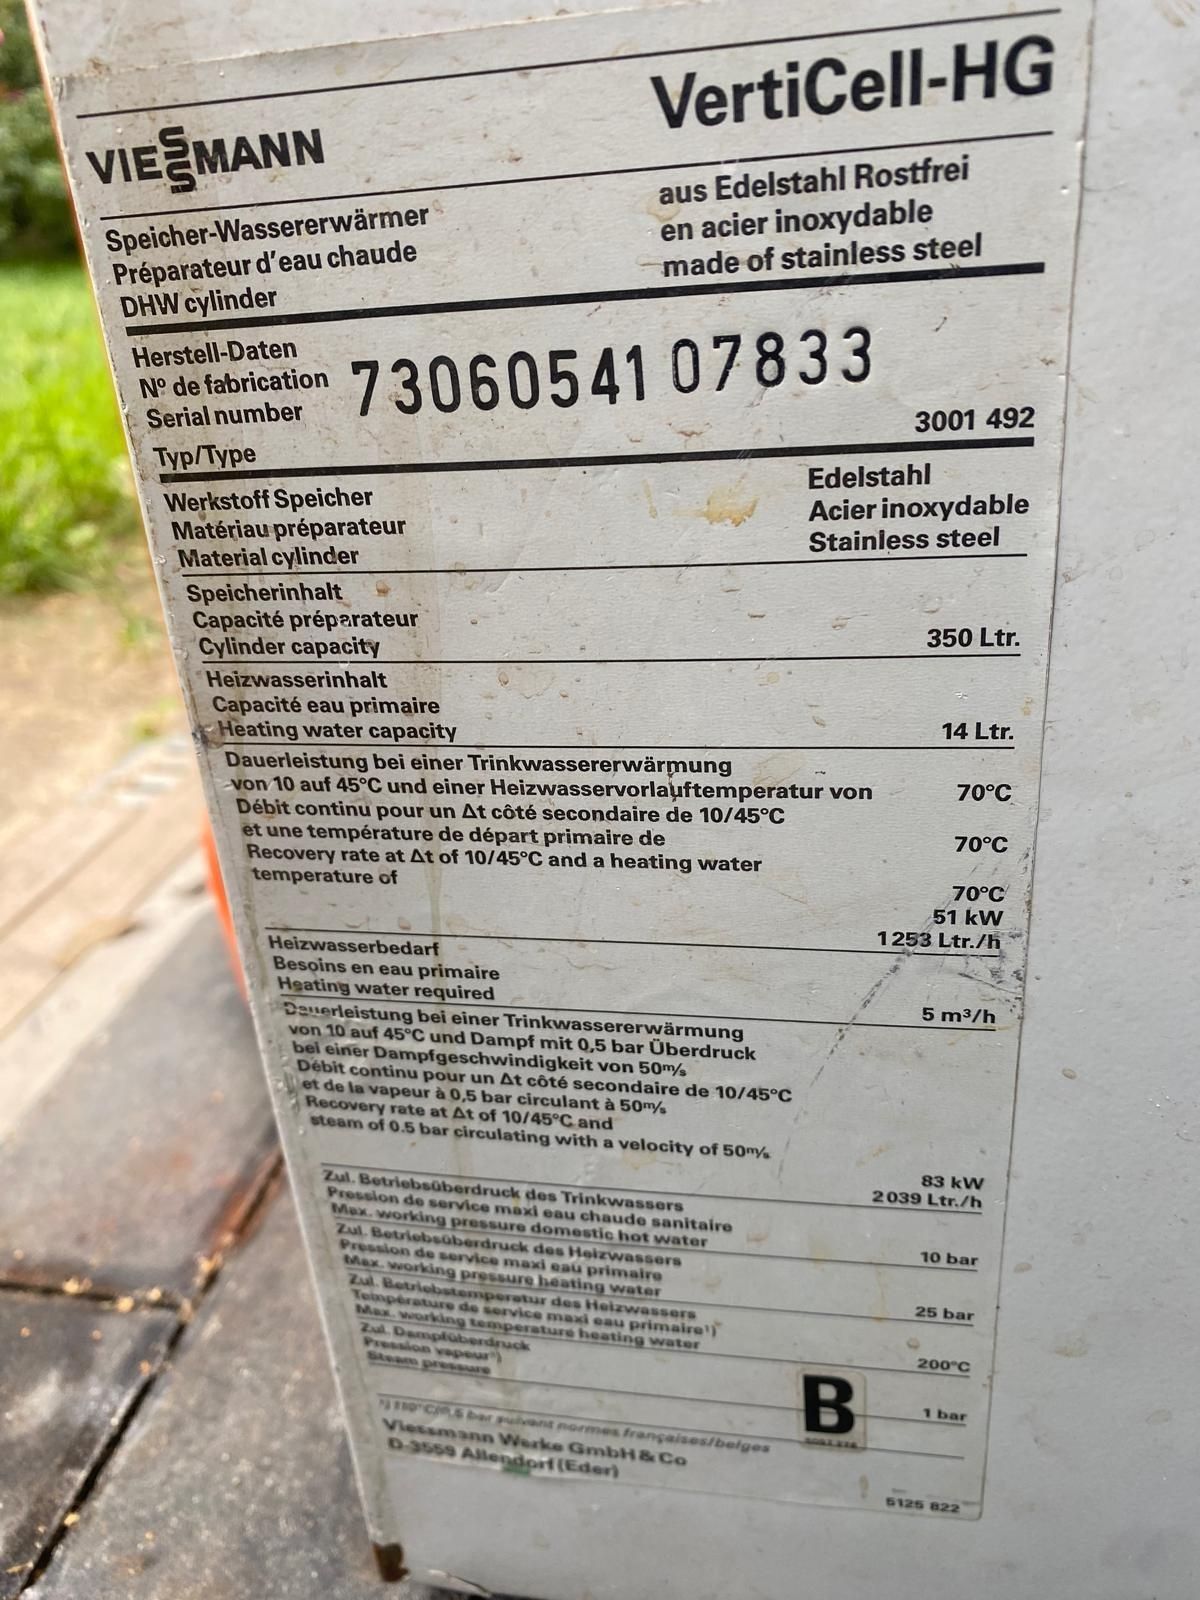 VIESSMANN
VertiCell-HG
Speicher-Wassererwärmer
Préparateur d'eau chaude
DHW cylinder
aus Edelstahl Rostfrei
en acier inoxydable
made of stainless steel
Herstell-Daten
Nº de fabrication
Serial number
7306054107833
Typ/Type
3001 492
Werkstoff Speicher
Matériau préparateur
Material cylinder
Edelstahl
Acier inoxydable
Stainless steel
Speicherinhalt
Capacité préparateur
Cylinder capacity
350 Ltr.
Heizwasserinhalt
Capacité eau primaire
Heating water capacity
14 Ltr.
Dauerleistung bei einer Trinkwassererwärmung
von 10 auf 45°C und einer Heizwasservorlauftemperatur von 70°C
Débit continu pour un Δt côté secondaire de 10/45°C
et une température de départ primaire de 70°C
Recovery rate at Δt of 10/45°C and a heating water
temperature of 70°C
51 kW
1253 Ltr./h
Heizwasserbedarf
Besoins en eau primaire
Heating water required
5 m³/h
Dauerleistung bei einer Trinkwassererwärmung
von 10 auf 45°C und Dampf mit 0,5 bar Überdruck
bei einer Dampfgeschwindigkeit von 50m/s
Débit continu pour un Δt côté secondaire de 10/45°C
et de la vapeur à 0,5 bar circulant à 50m/s
Recovery rate at Δt of 10/45°C and
steam of 0.5 bar circulating with a velocity of 50m/s
83 kW
2039 Ltr./h
Zul. Betriebsüberdruck des Trinkwassers
Pression de service maxi eau chaude sanitaire
Max. working pressure domestic hot water
10 bar
Zul. Betriebsüberdruck des Heizwassers
Pression de service maxi eau primaire
Max. working pressure heating water
25 bar
Zul. Betriebstemperatur des Heizwassers
Température de service maxi eau primaire¹)
Max. working temperature heating water
200°C
Zul. Dampfüberdruck
Pression vapeur¹)
Steam pressure
1 bar
¹) 110°C/0,5 bar suivant normes françaises/belges
Viessmann Werke GmbH & Co
D-3559 Allendorf (Eder)
B
5125 822